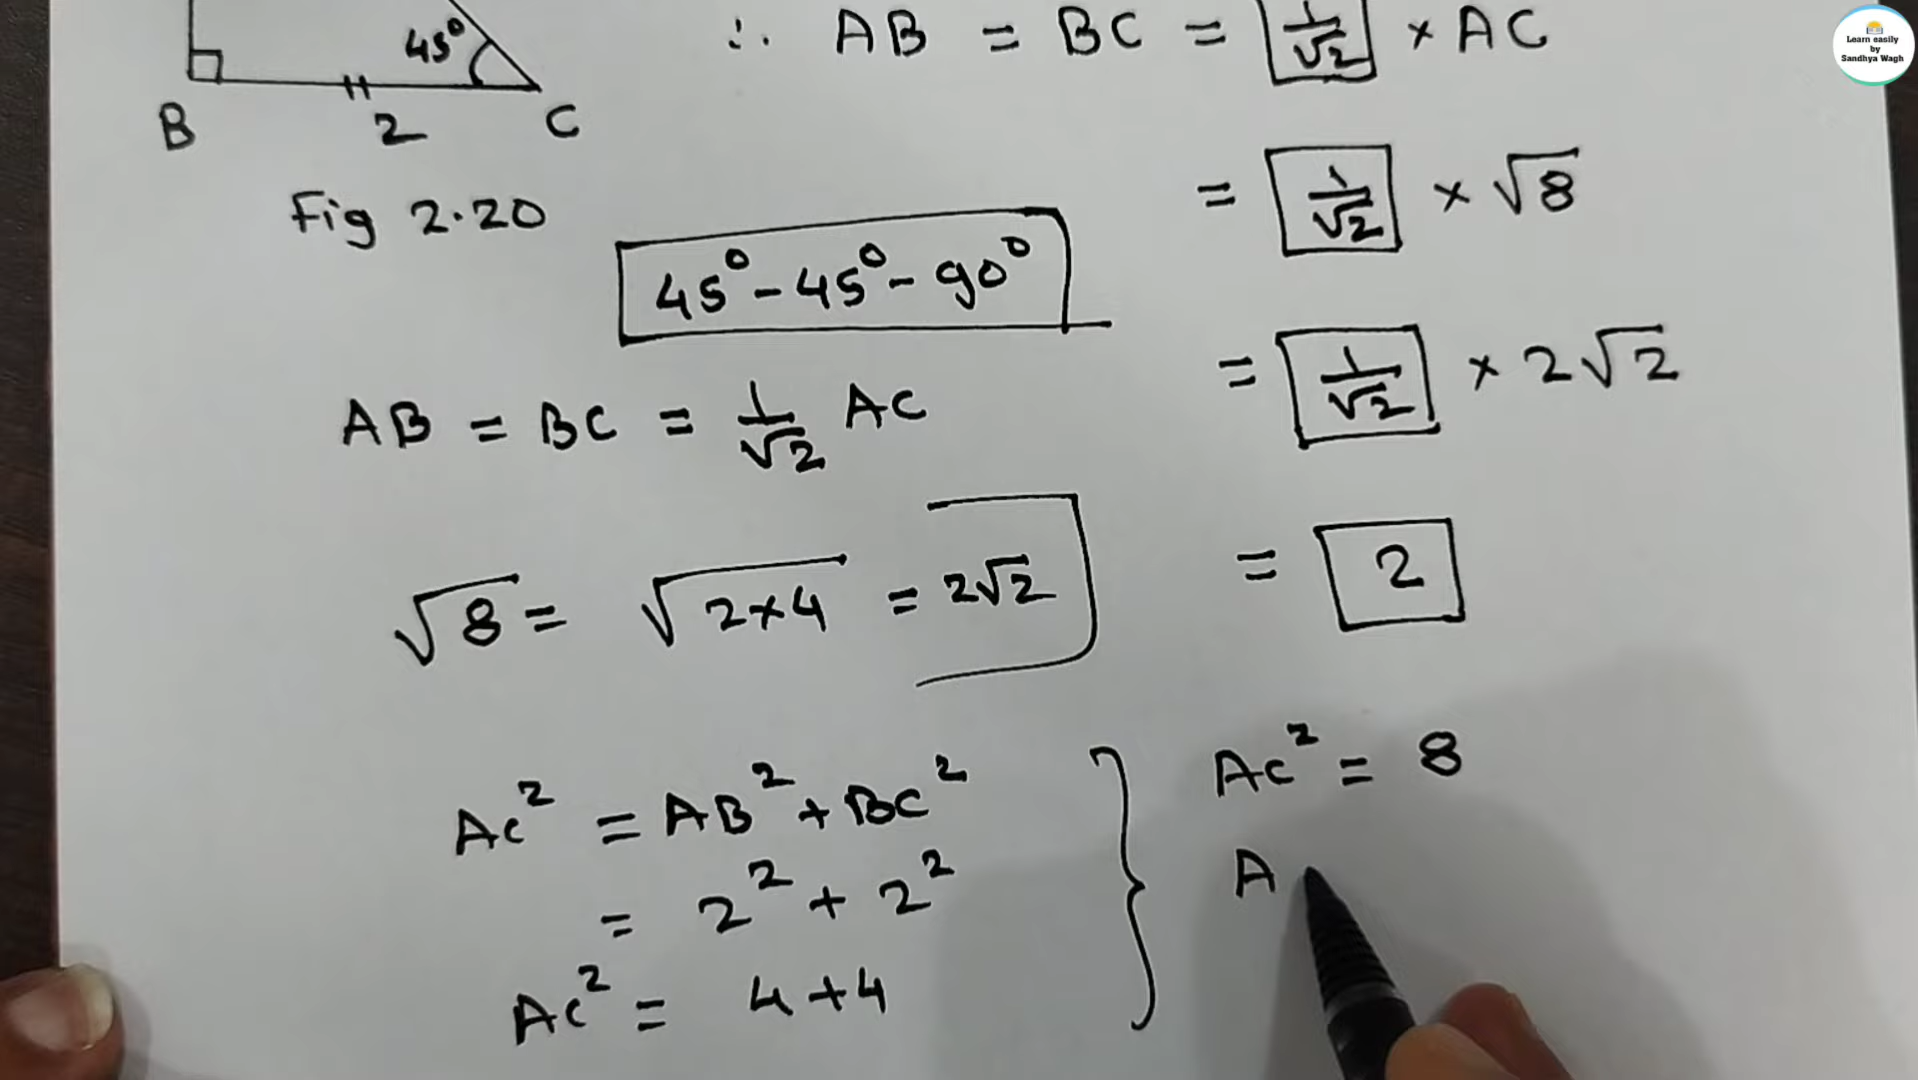 45°
∴ AB = BC = 1/√2 × AC
B 2 C
= 1/√2 × √8
Fig 2.20
45° - 45° - 90°
= 1/√2 × 2√2
AB = BC = 1/√2 AC
√8 = √2×4 = 2√2
= 2
AC² = AB² + BC²
= 2² + 2²
AC² = 4+4
AC² = 8
A
Learn easily
by
Sandhya Wagh